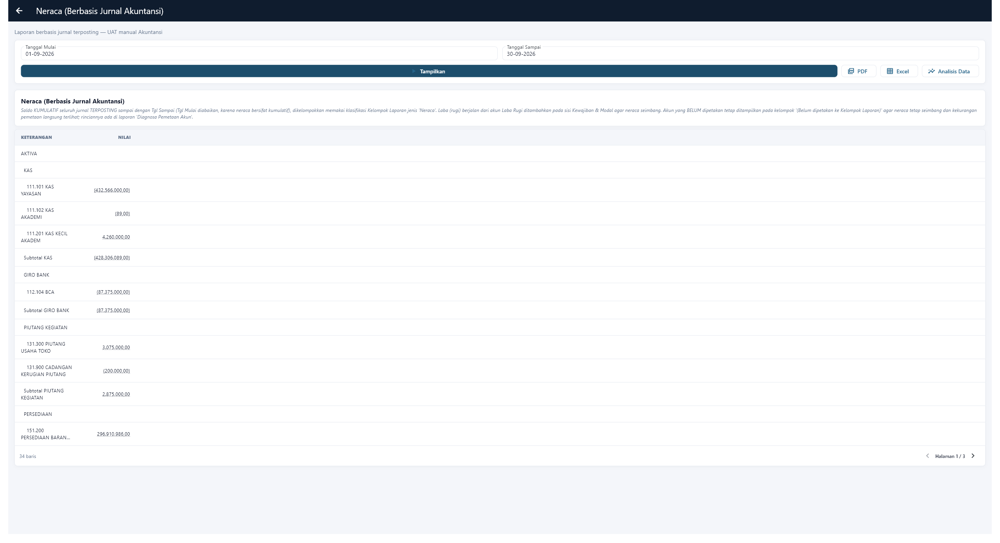 Neraca (Berbasis Jurnal Akuntansi)
Laporan berbasis jurnal terposting — UAT manual Akuntansi
Tanggal Mulai
01-09-2026
Tanggal Sampai
30-09-2026
Tampilkan
PDF
Excel
Analisis Data
Neraca (Berbasis Jurnal Akuntansi)
Saldo KUMULATIF seluruh jurnal TERPOSTING sampai dengan Tgl Sampai (Tgl Mulai diabaikan, karena neraca bersifat kumulatif), dikelompokkan memakai klasifikasi Kelompok Laporan jenis 'Neraca'. Laba (rugi) berjalan dari akun Laba Rugi ditambahkan pada sisi Kewajiban & Modal agar neraca seimbang. Akun yang BELUM dipetakan tetap ditampilkan pada kelompok '(Belum dipetakan ke Kelompok Laporan)' agar neraca tetap seimbang dan kekurangan
pemetaan langsung terlihat; rinciannya ada di laporan 'Diagnosa Pemetaan Akun'.
KETERANGAN NILAI
AKTIVA
KAS
111.101 KAS
YAYASAN
(432.566.000,00)
111.102 KAS
AKADEMI
(89,00)
111.201 KAS KECIL
AKADEM
4.260.000,00
Subtotal KAS (428.306.089,00)
GIRO BANK
112.104 BCA (87.375.000,00)
Subtotal GIRO BANK (87.375.000,00)
PIUTANG KEGIATAN
131.300 PIUTANG
USAHA TOKO
3.075.000,00
131.900 CADANGAN
KERUGIAN PIUTANG
(200.000,00)
Subtotal PIUTANG
KEGIATAN
2.875.000,00
PERSEDIAAN
151.200
PERSEDIAAN BARAN...
296.910.986,00
34 baris
Halaman 1 / 3